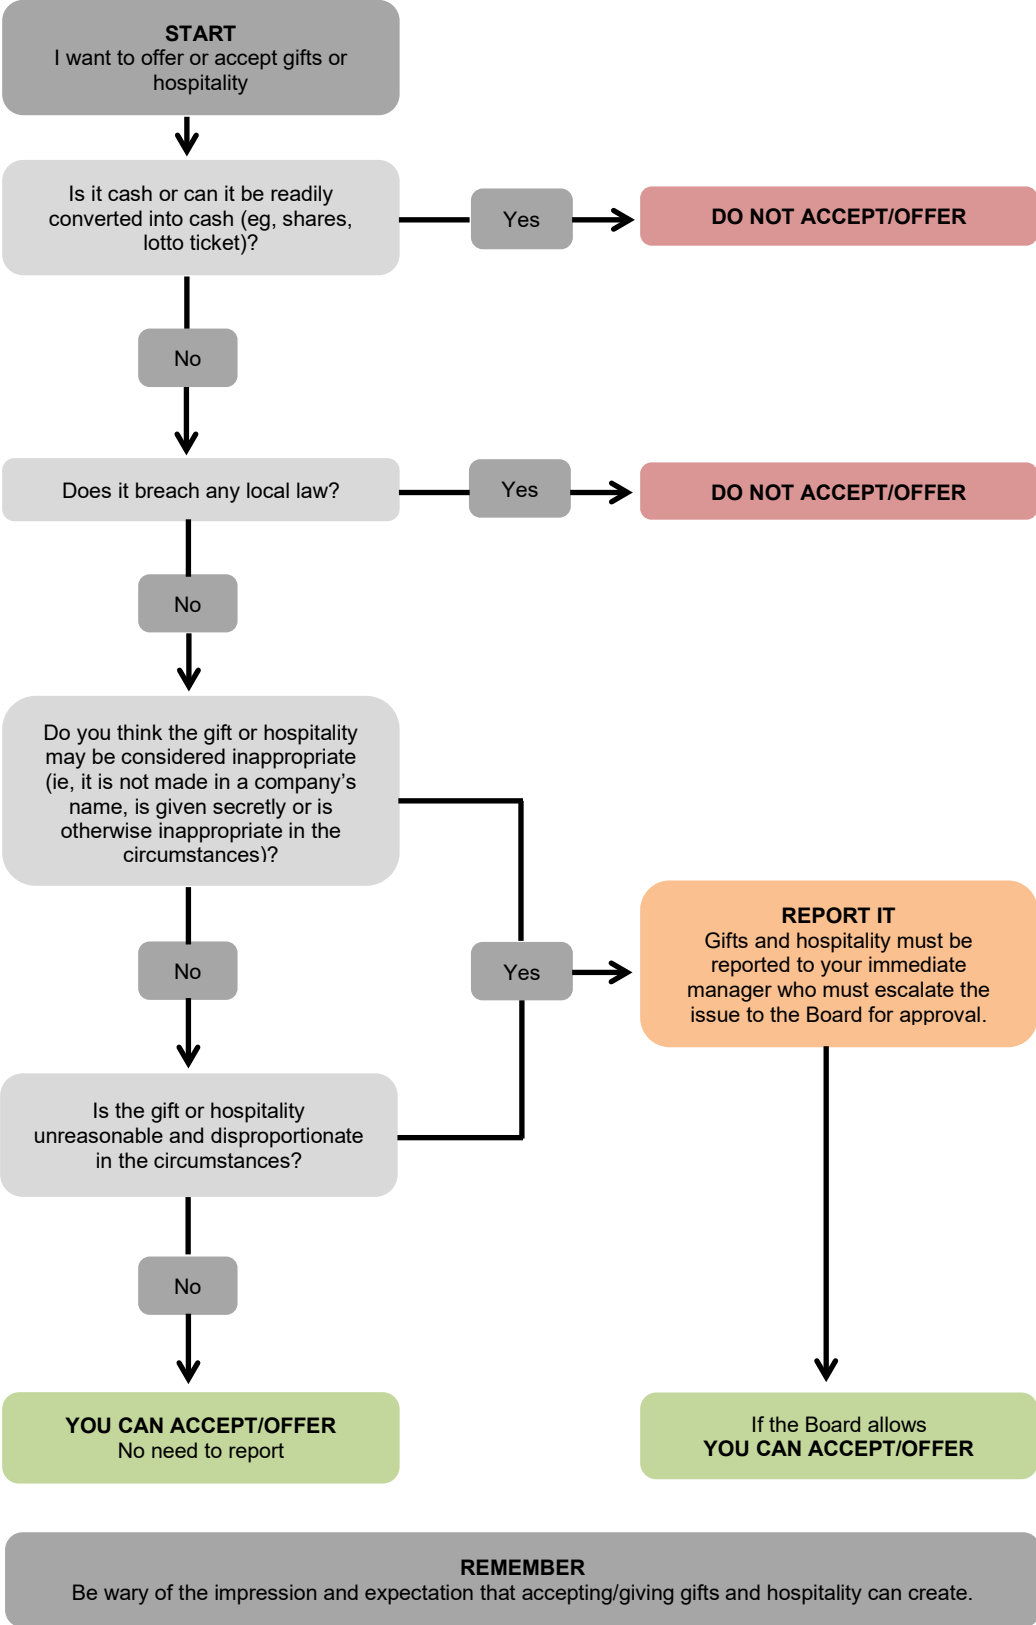 START
I want to offer or accept gifts or
hospitality
Is it cash or can it be readily
converted into cash (eg, shares,
lotto ticket)?
Yes
DO NOT ACCEPT/OFFER
No
Does it breach any local law?
Yes
DO NOT ACCEPT/OFFER
No
Do you think the gift or hospitality
may be considered inappropriate
(ie, it is not made in a company's
name, is given secretly or is
otherwise inappropriate in the
circumstances)?
No
Yes
REPORT IT
Gifts and hospitality must be
reported to your immediate
manager who must escalate the
issue to the Board for approval.
Is the gift or hospitality
unreasonable and disproportionate
in the circumstances?
No
YOU CAN ACCEPT/OFFER
No need to report
If the Board allows
YOU CAN ACCEPT/OFFER
REMEMBER
Be wary of the impression and expectation that accepting/giving gifts and hospitality can create.